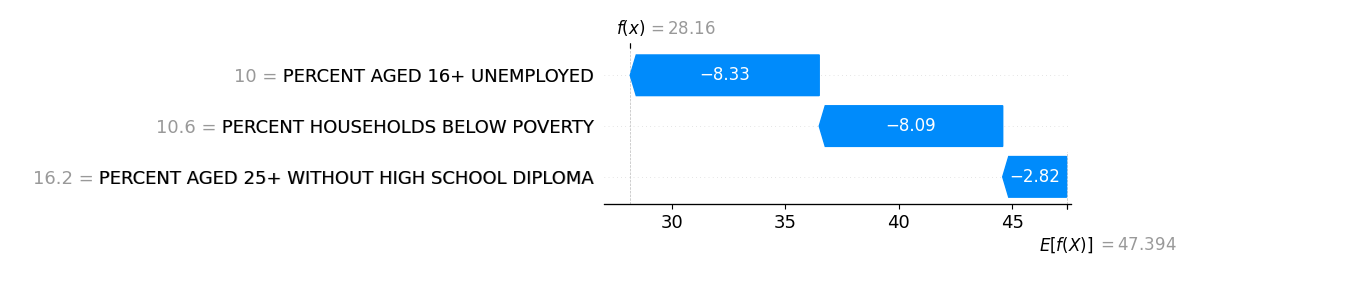 f(x) = 28.16
10 = PERCENT AGED 16+ UNEMPLOYED
−8.33
10.6 = PERCENT HOUSEHOLDS BELOW POVERTY
−8.09
16.2 = PERCENT AGED 25+ WITHOUT HIGH SCHOOL DIPLOMA
−2.82
30 35 40 45
E[f(X)] = 47.394